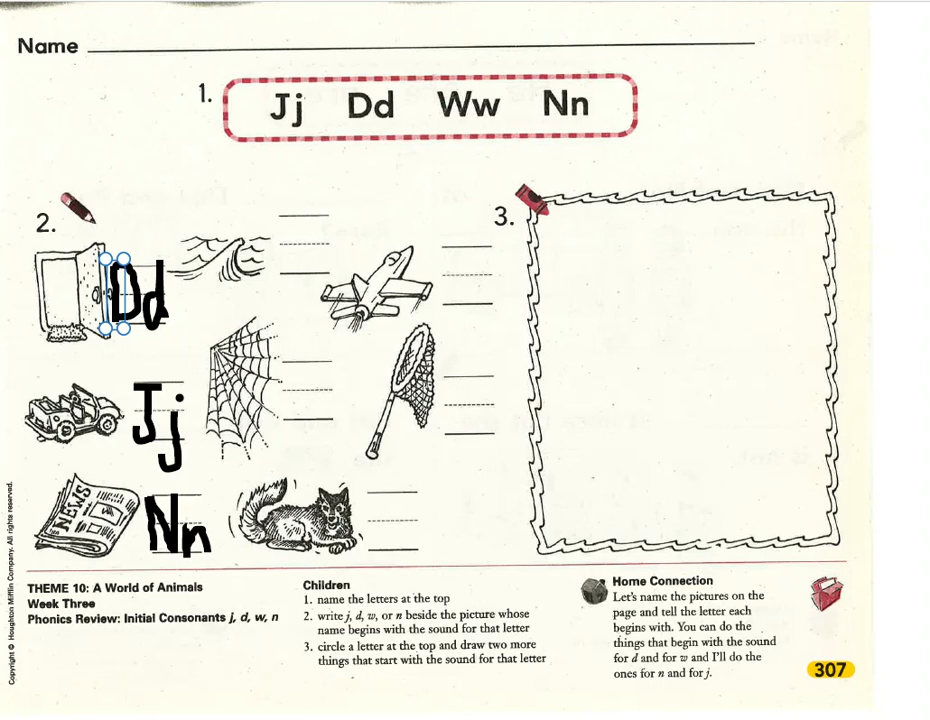 Name
1. Jj Dd Ww Nn
2.
3.
Dd
Jj
NEWS
Nn
THEME 10: A World of Animals
Week Three
Phonics Review: Initial Consonants j, d, w, n
Children
1. name the letters at the top
2. write j, d, w, or n beside the picture whose
name begins with the sound for that letter
3. circle a letter at the top and draw two more
things that start with the sound for that letter
Home Connection
Let's name the pictures on the
page and tell the letter each
begins with. You can do the
things that begin with the sound
for d and for w and I'll do the
ones for n and for j.
307
Copyright © Houghton Mifflin Company. All rights reserved.